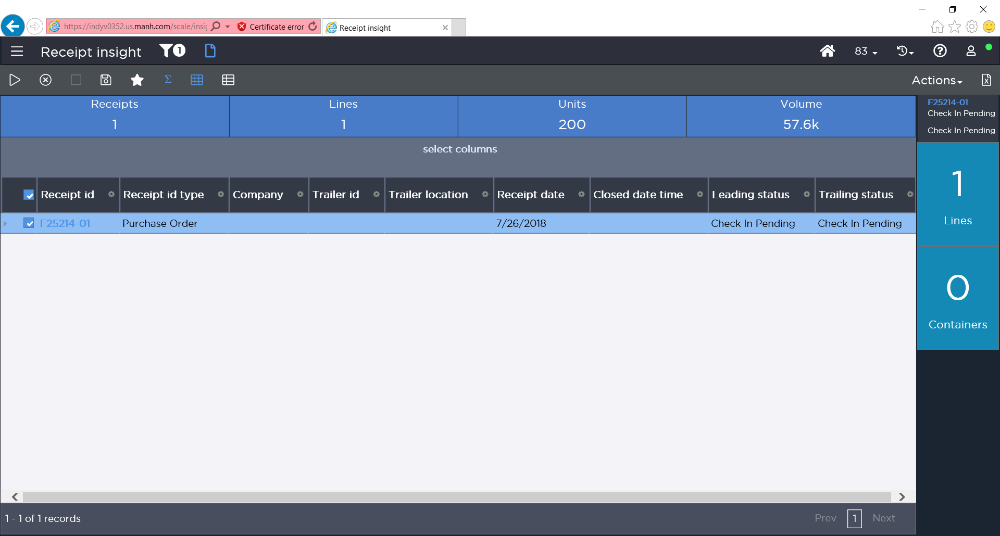 https://indyv0352.us.manh.com/scale/insi
Certificate error
Receipt insight
Receipt insight
1
83
Actions
Receipts
Lines
Units
Volume
1
1
200
57.6k
F25214-01
Check In Pending
Check In Pending
select columns
Receipt id
Receipt id type
Company
Trailer id
Trailer location
Receipt date
Closed date time
Leading status
Trailing status
F25214-01
Purchase Order
7/26/2018
Check In Pending
Check In Pending
1
Lines
0
Containers
1 - 1 of 1 records
Prev
1
Next